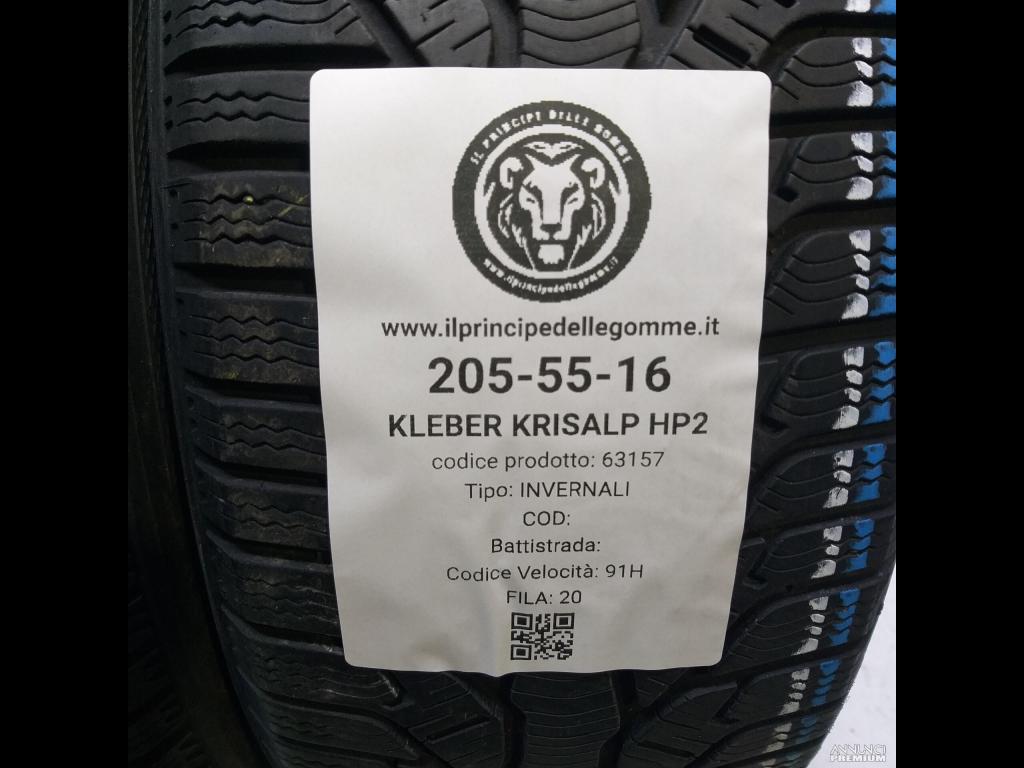 IL PRINCIPE DELLE GOMME
www.ilprincipedellegomme.it
www.ilprincipedellegomme.it
205-55-16
KLEBER KRISALP HP2
codice prodotto: 63157
Tipo: INVERNALI
COD:
Battistrada:
Codice Velocità: 91H
FILA: 20
ANNUNCI
PREMIUM